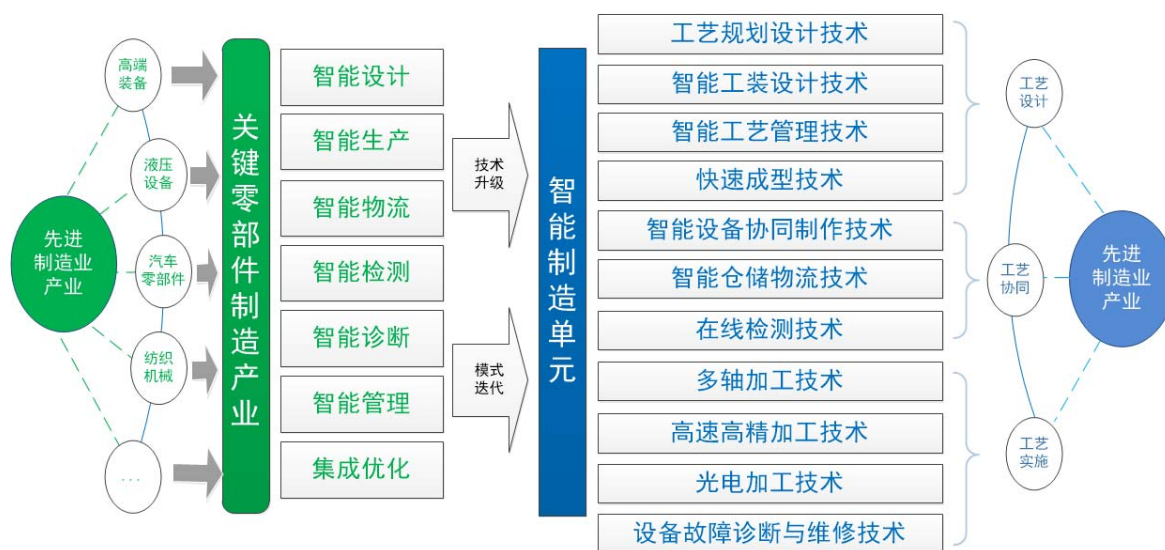 先进
制造业
产业
高端
装备
液压
设备
汽车
零部件
纺织
机械
...
关键零部件制造产业
智能设计
智能生产
智能物流
智能检测
智能诊断
智能管理
集成优化
技术
升级
模式
迭代
智能制造单元
工艺规划设计技术
智能工装设计技术
智能工艺管理技术
快速成型技术
智能设备协同制作技术
智能仓储物流技术
在线检测技术
多轴加工技术
高速高精加工技术
光电加工技术
设备故障诊断与维修技术
工艺
设计
工艺
协同
工艺
实施
先进
制造业
产业